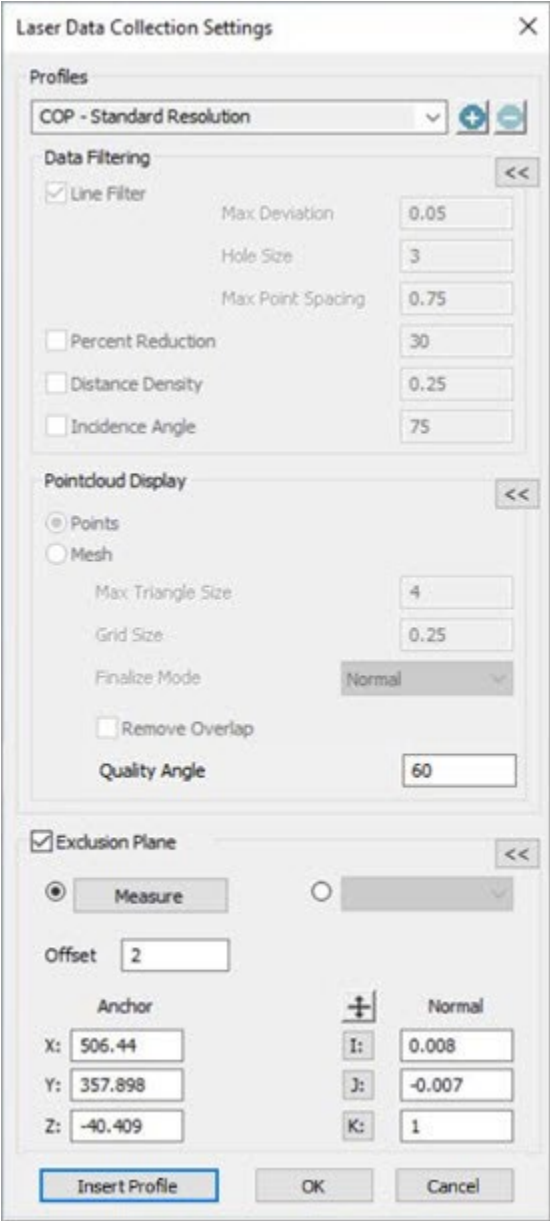 Laser Data Collection Settings
Profiles
COP - Standard Resolution
Data Filtering
<<
Line Filter
Max Deviation 0.05
Hole Size 3
Max Point Spacing 0.75
Percent Reduction 30
Distance Density 0.25
Incidence Angle 75
Pointcloud Display
<<
Points
Mesh
Max Triangle Size 4
Grid Size 0.25
Finalize Mode Normal
Remove Overlap
Quality Angle 60
Exclusion Plane
<<
Measure
Offset 2
Anchor Normal
X: 506.44 I: 0.008
Y: 357.898 J: -0.007
Z: -40.409 K: 1
Insert Profile OK Cancel